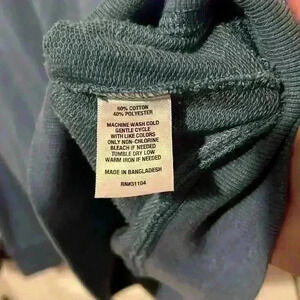 60% COTTON
40% POLYESTER
MACHINE WASH COLD
GENTLE CYCLE
WITH LIKE COLORS
ONLY NON-CHLORINE
BLEACH IF NEEDED
TUMBLE DRY LOW
WARM IRON IF NEEDED
MADE IN BANGLADESH
RN#31104